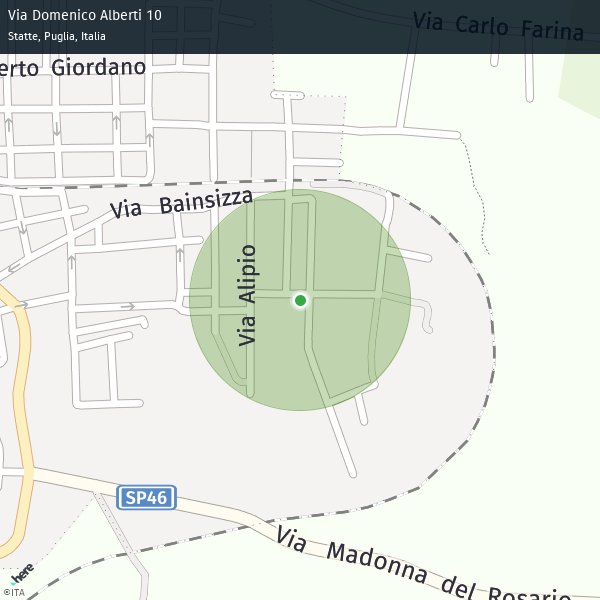 Via Domenico Alberti 10
Statte, Puglia, Italia
Via Carlo Farina
erto Giordano
Via Bainsizza
Via Alipio
SP46
Via Madonna del Rosario
here
©ITA